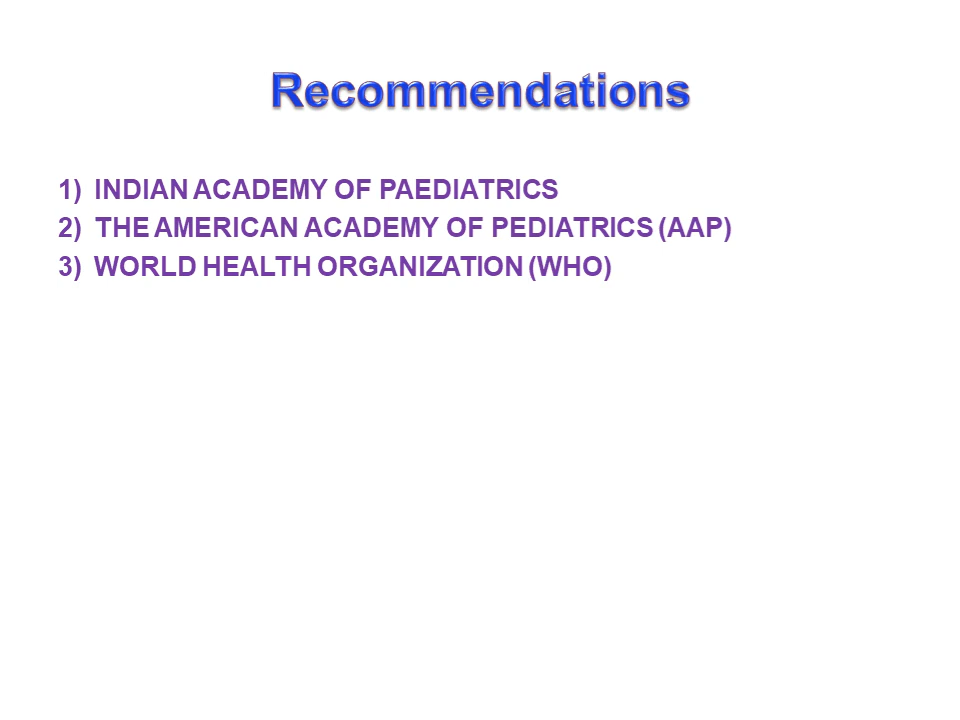 Recommendations
1) INDIAN ACADEMY OF PAEDIATRICS
2) THE AMERICAN ACADEMY OF PEDIATRICS (AAP)
3) WORLD HEALTH ORGANIZATION (WHO)